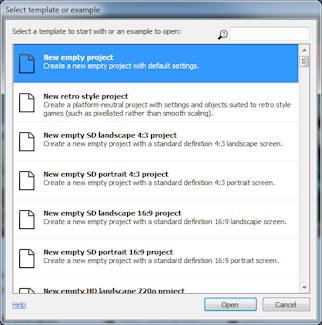 Select template or example
Select a template to start with or an example to open:
New empty project
Create a new empty project with default settings.
New retro style project
Create a platform-neutral project with settings and objects suited to retro style
games (such as pixellated rather than smooth scaling).
New empty SD landscape 4:3 project
Create a new empty project with a standard definition 4:3 landscape screen.
New empty SD portrait 4:3 project
Create a new empty project with a standard definition 4:3 portrait screen.
New empty SD landscape 16:9 project
Create a new empty project with a standard definition 16:9 landscape screen.
New empty SD portrait 16:9 project
Create a new empty project with a standard definition 16:9 portrait screen.
New empty HD landscape 720p project
Help
Open
Cancel